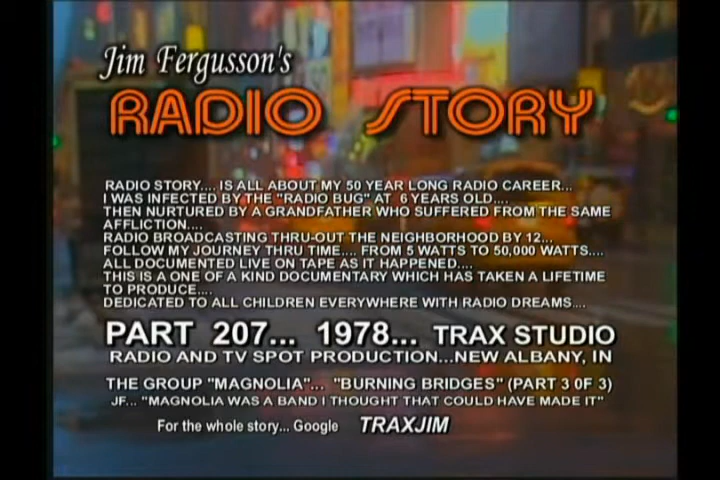 Jim Fergusson's
RADIO STORY
RADIO STORY.... IS ALL ABOUT MY 50 YEAR LONG RADIO CAREER...
I WAS INFECTED BY THE "RADIO BUG" AT 6 YEARS OLD....
THEN NURTURED BY A GRANDFATHER WHO SUFFERED FROM THE SAME
AFFLICTION....
RADIO BROADCASTING THRU-OUT THE NEIGHBORHOOD BY 12...
FOLLOW MY JOURNEY THRU TIME.... FROM 5 WATTS TO 50,000 WATTS....
ALL DOCUMENTED LIVE ON TAPE AS IT HAPPENED....
THIS IS A ONE OF A KIND DOCUMENTARY WHICH HAS TAKEN A LIFETIME
TO PRODUCE....
DEDICATED TO ALL CHILDREN EVERYWHERE WITH RADIO DREAMS....
PART 207... 1978... TRAX STUDIO
RADIO AND TV SPOT PRODUCTION...NEW ALBANY, IN
THE GROUP "MAGNOLIA"... "BURNING BRIDGES" (PART 3 0F 3)
JF... "MAGNOLIA WAS A BAND I THOUGHT THAT COULD HAVE MADE IT"
For the whole story... Google TRAXJIM